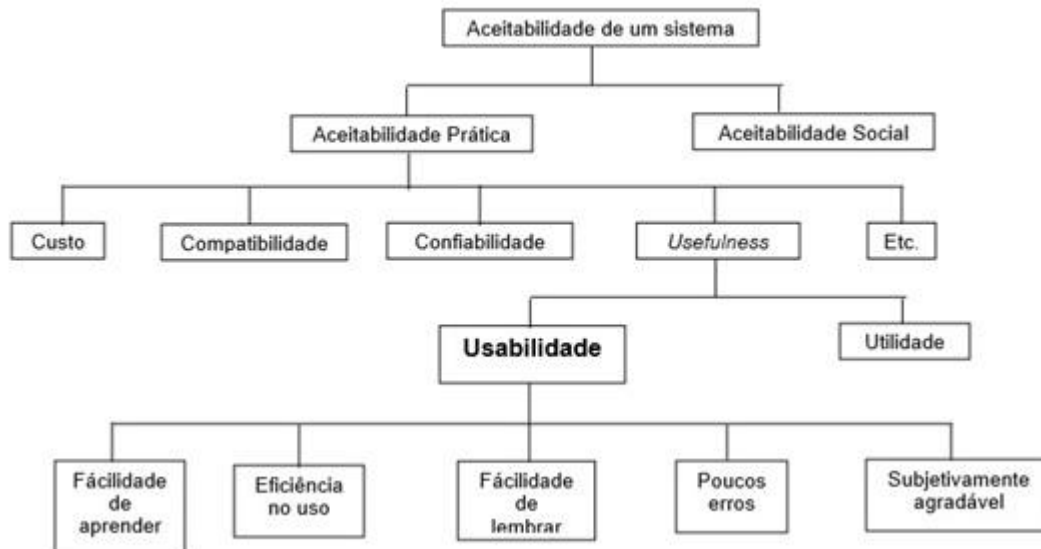 Aceitabilidade de um sistema
Aceitabilidade Prática
Aceitabilidade Social
Custo
Compatibilidade
Confiabilidade
Usefulness
Etc.
Usabilidade
Utilidade
Fácilidade
de
aprender
Eficiência
no uso
Fácilidade
de
lembrar
Poucos
erros
Subjetivamente
agradável